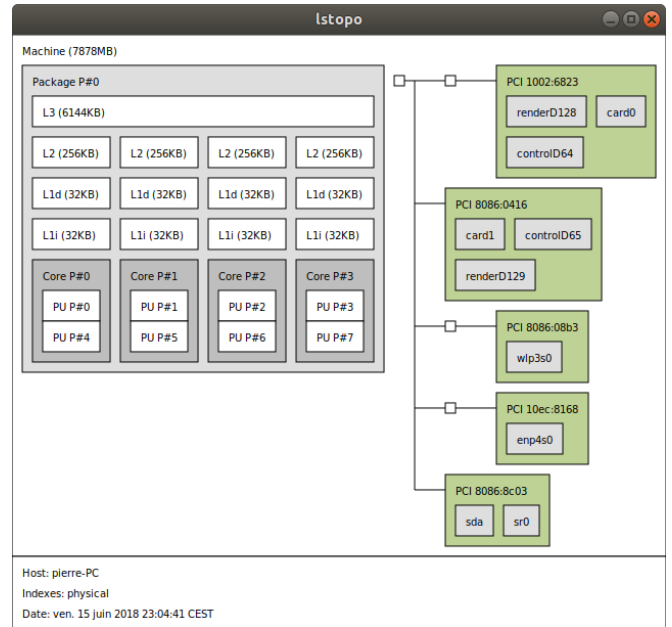 lstopo
Machine (7878MB)
Package P#0
L3 (6144KB)
L2 (256KB) L2 (256KB) L2 (256KB) L2 (256KB)
L1d (32KB) L1d (32KB) L1d (32KB) L1d (32KB)
L1i (32KB) L1i (32KB) L1i (32KB) L1i (32KB)
Core P#0 Core P#1 Core P#2 Core P#3
PU P#0 PU P#1 PU P#2 PU P#3
PU P#4 PU P#5 PU P#6 PU P#7
PCI 1002:6823
renderD128 card0
controlD64
PCI 8086:0416
card1 controlD65
renderD129
PCI 8086:08b3
wlp3s0
PCI 10ec:8168
enp4s0
PCI 8086:8c03
sda sr0
Host: pierre-PC
Indexes: physical
Date: ven. 15 juin 2018 23:04:41 CEST